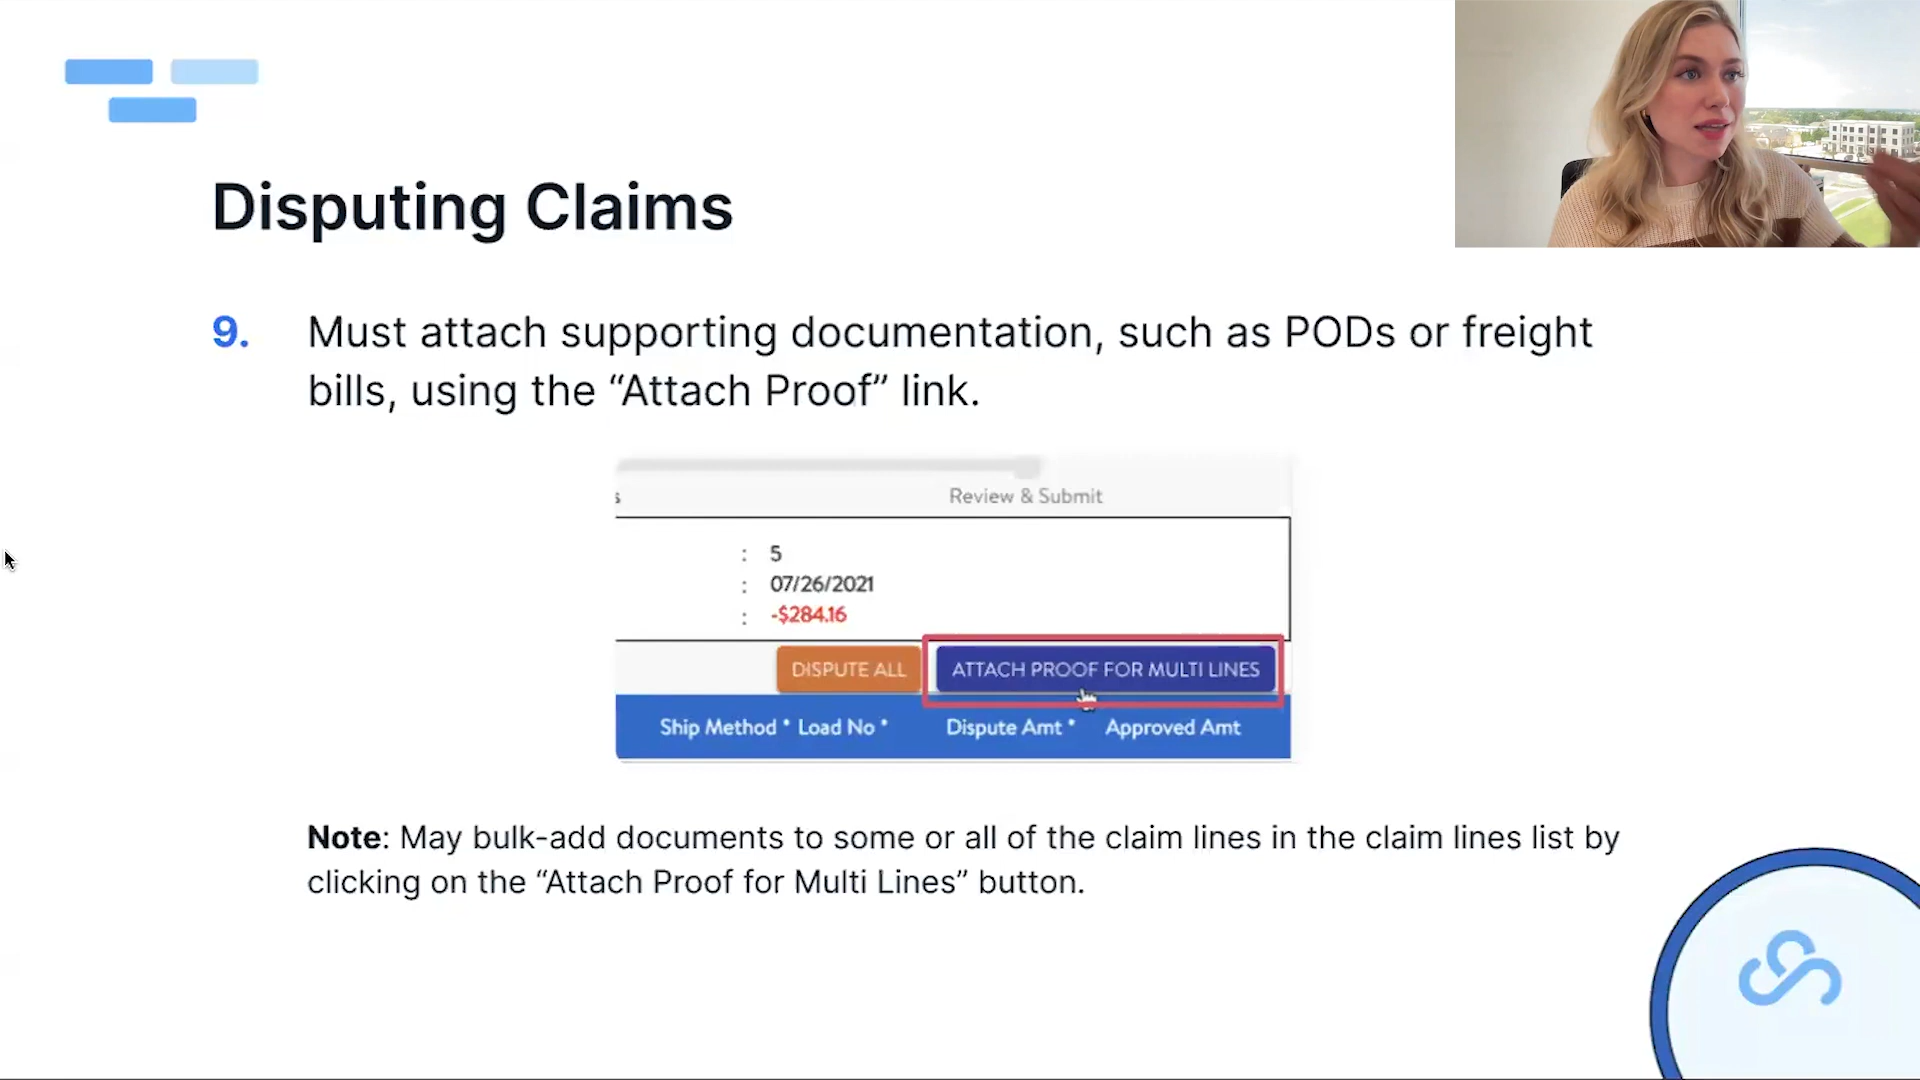 Disputing Claims
9. Must attach supporting documentation, such as PODs or freight
bills, using the “Attach Proof” link.
s
Review & Submit
: 5
: 07/26/2021
: -$284.16
DISPUTE ALL ATTACH PROOF FOR MULTI LINES
Ship Method * Load No * Dispute Amt * Approved Amt
Note: May bulk-add documents to some or all of the claim lines in the claim lines list by
clicking on the “Attach Proof for Multi Lines” button.